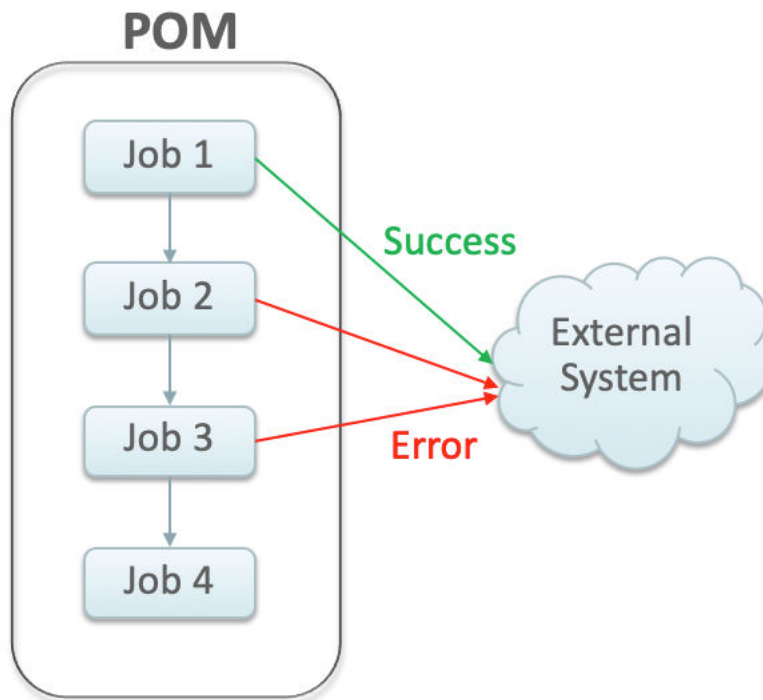 POM
Job 1
Success
Job 2
External
System
Job 3
Error
Job 4